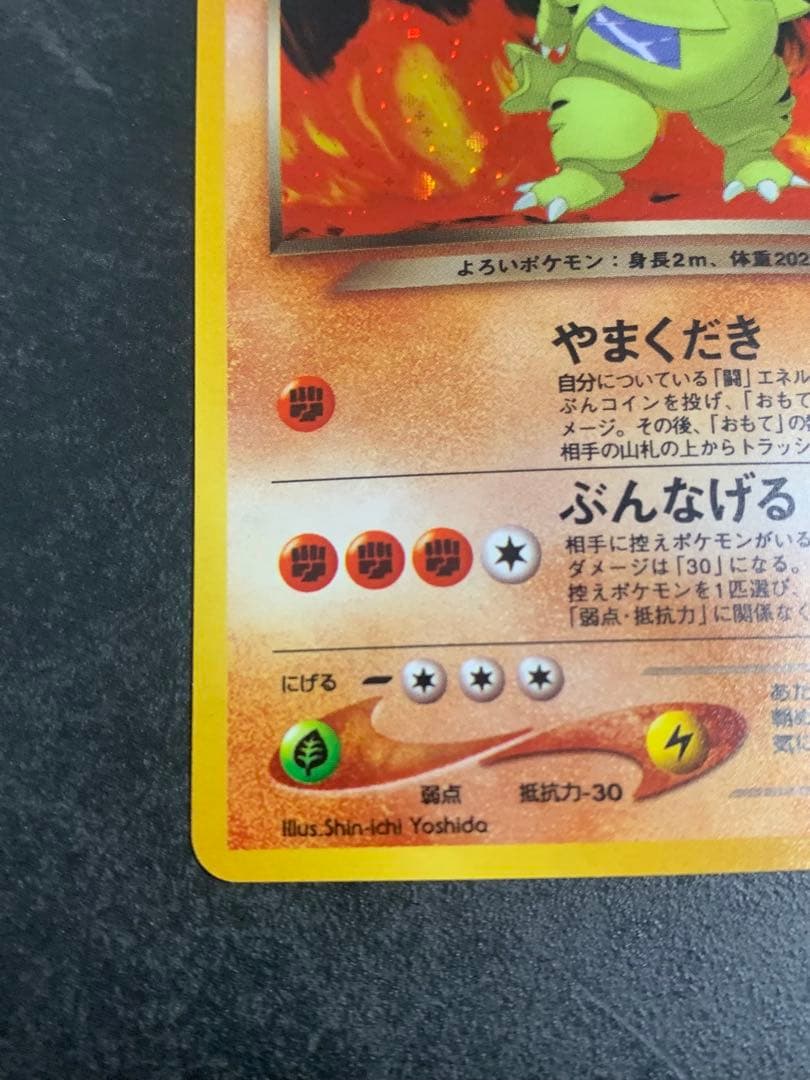 よろいポケモン：身長2m、体重202
やまくだき
自分についている「闘」エネル
ぶんコインを投げ、「おもて
メージ。その後、「おもて」の
相手の山札の上からトラッシ
ぶんなげる
相手に控えポケモンがいる
ダメージは「30」になる。
控えポケモンを1匹選び、
「弱点・抵抗力」に関係なく
にげる
あた
気に
弱点 抵抗力-30
Illus.Shin-ichi Yoshida